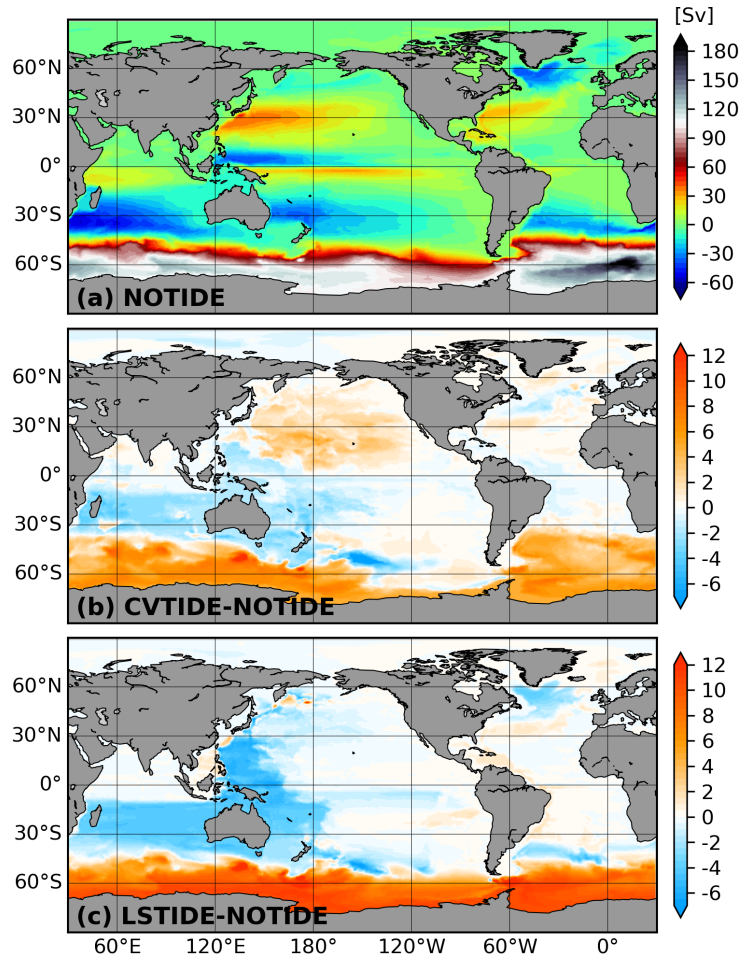 [Sv]
60°N
30°N
0°
30°S
60°S
180
150
120
90
60
30
0
-30
-60
(a) NOTIDE
60°N
30°N
0°
30°S
60°S
12
10
8
6
4
2
0
-2
-4
-6
(b) CVTIDE-NOTIDE
60°N
30°N
0°
30°S
60°S
12
10
8
6
4
2
0
-2
-4
-6
(c) LSTIDE-NOTIDE
60°E 120°E 180° 120°W 60°W 0°